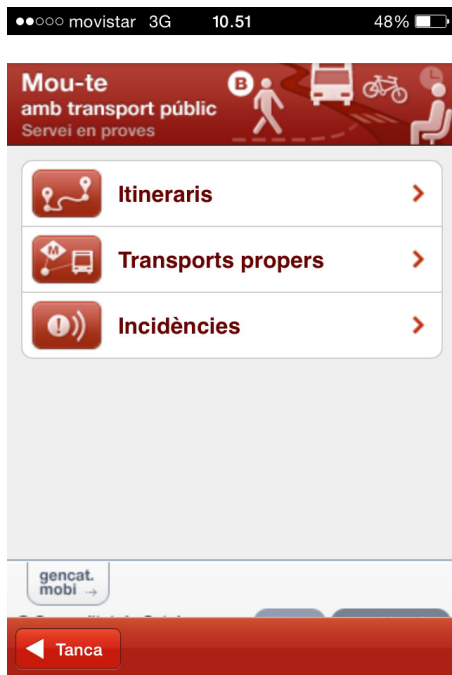 movistar 3G 10.51 48%
Mou-te
amb transport públic
Servei en proves
B
Itineraris
M
Transports propers
Incidències
gencat.
mobi →
Tanca